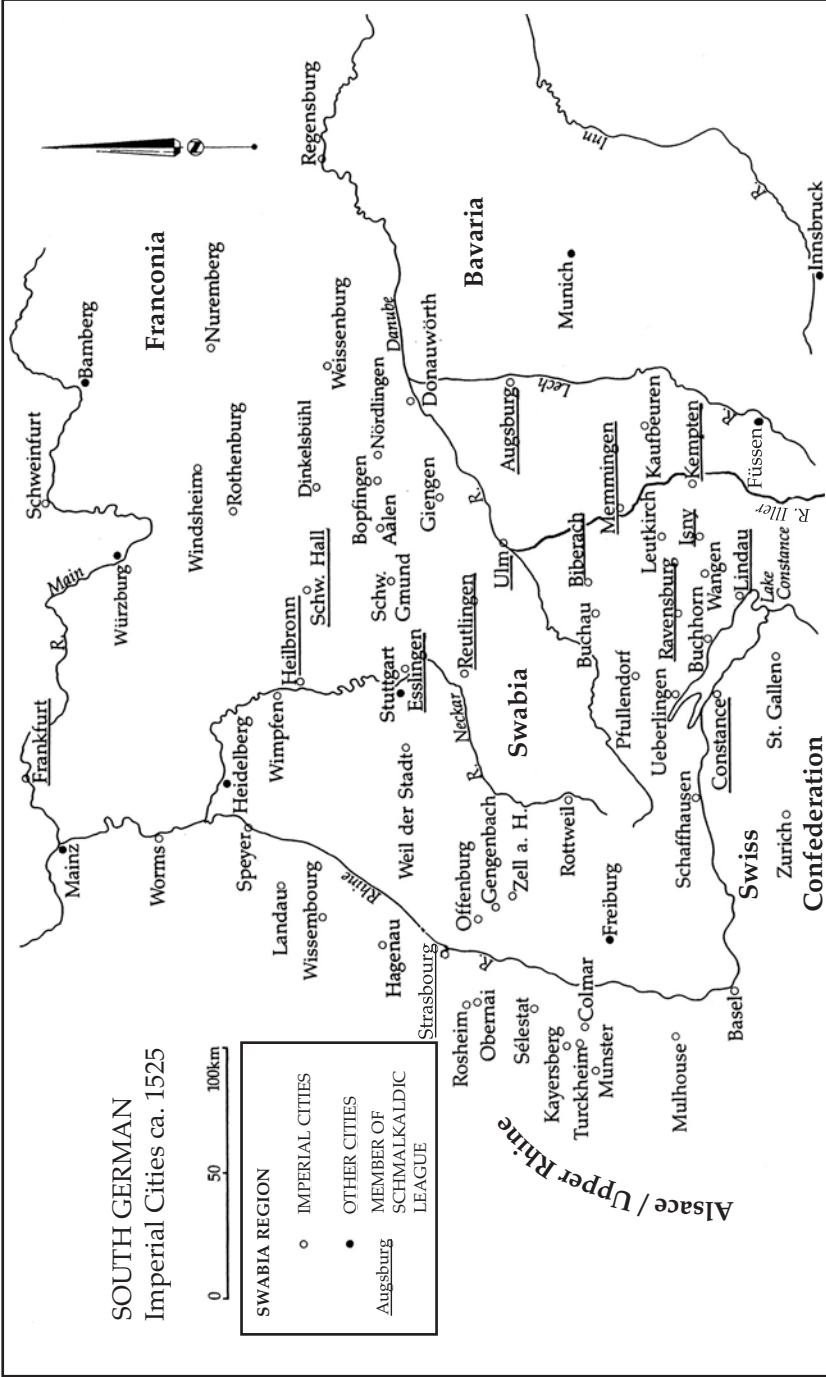 SOUTH GERMAN
Imperial Cities ca. 1525
0
50
100km
SWABIA REGION
IMPERIAL CITIES
OTHER CITIES
Augsburg
MEMBER OF
SCHMALKALDIC
LEAGUE
Frankfurt
Schweinfurt
Mainz
R.
Main
Bamberg
Würzburg
Franconia
Worms
Windsheim
Nuremberg
Rothenburg
Heidelberg
Speyer
Wimpfen
Heilbronn
Schw. Hall
Dinkelsbühl
Weissenburg
Regensburg
Landau
Wissembourg
Rhine
R.
Hagenau
Weil der Stadt
Stuttgart
Esslingen
Schw.
Gmund
Aalen
Bopfingen
Nördlingen
Danube
R.
Donauwörth
Giengen
Strasbourg
Offenburg
Gengenbach
Zell a. H.
Neckar
R.
Reutlingen
Swabia
Ulm
Augsburg
Lech
R.
Bavaria
Rosheim
Obernai
Sélestat
Kayersberg
Turckheim
Munster
Colmar
Freiburg
Rottweil
Buchau
Biberach
Memmingen
Munich
Inn
R.
Alsace / Upper Rhine
Mulhouse
Basel
Schaffhausen
Pfullendorf
Ueberlingen
Ravensburg
Leutkirch
Kaufbeuren
Constance
Buchhorn
Wangen
Isny
Kempten
Lindau
Lake
Constance
R. Iller
Füssen
Innsbruck
Swiss
Confederation
Zurich
St. Gallen